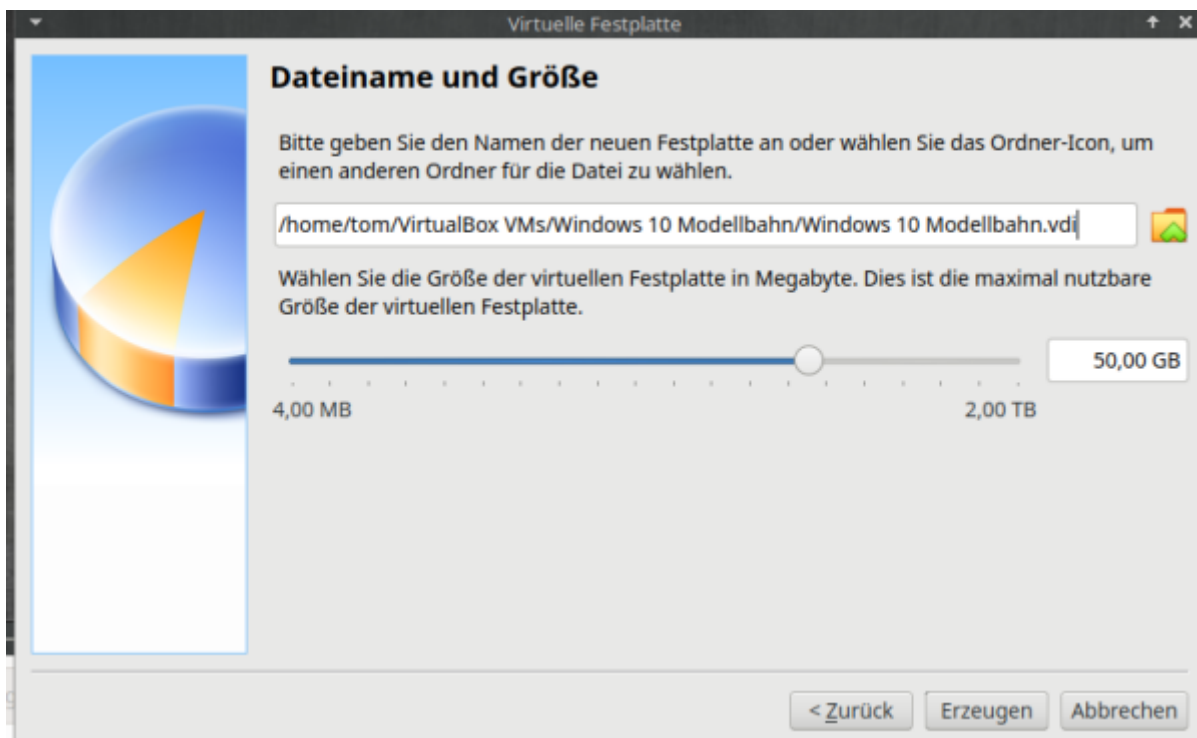 Virtuelle Festplatte
Dateiname und Größe
Bitte geben Sie den Namen der neuen Festplatte an oder wählen Sie das Ordner-Icon, um
einen anderen Ordner für die Datei zu wählen.
/home/tom/VirtualBox VMs/Windows 10 Modellbahn/Windows 10 Modellbahn.vdi
Wählen Sie die Größe der virtuellen Festplatte in Megabyte. Dies ist die maximal nutzbare
Größe der virtuellen Festplatte.
50,00 GB
4,00 MB
2,00 TB
< Zurück
Erzeugen
Abbrechen